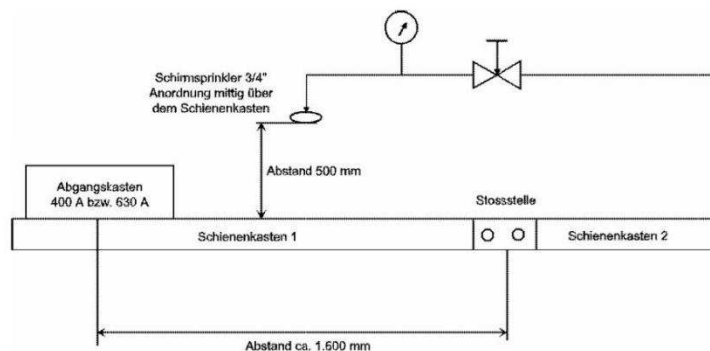 Schirmsprinkler 3/4"
Anordnung mittig über
dem Schienenkasten
Abstand 500 mm
Abgangskasten
400 A bzw. 630 A
Stossstelle
Schienenkasten 1
Schienenkasten 2
Abstand ca. 1.600 mm